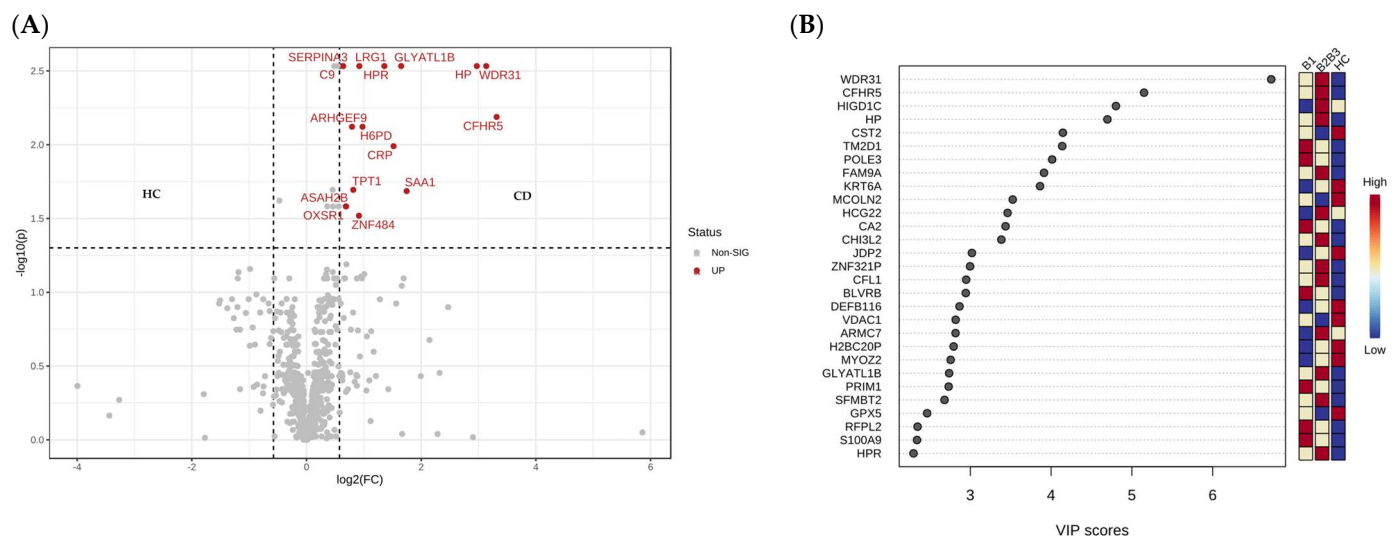 (A)
SERPINA3 LRG1 GLYATL1B
C9 HPR HP WDR31
ARHGEF9 CFHR5
H6PD
CRP
TPT1 SAA1
ASAH2B
OXSR1 ZNF484
HC CD
2.5
2.0
1.5
1.0
0.5
0.0
-log10(p)
-4 -2 0 2 4 6
log2(FC)
Status
Non-SIG
UP
(B)
B1 B2B3 HC
WDR31
CFHR5
HIGD1C
HP
CST2
TM2D1
POLE3
FAM9A
KRT6A
MCOLN2
HCG22
CA2
CHI3L2
JDP2
ZNF321P
CFL1
BLVRB
DEFB116
VDAC1
ARMC7
H2BC20P
MYOZ2
GLYATL1B
PRIM1
SFMBT2
GPX5
RFPL2
S100A9
HPR
3 4 5 6
VIP scores
High
Low